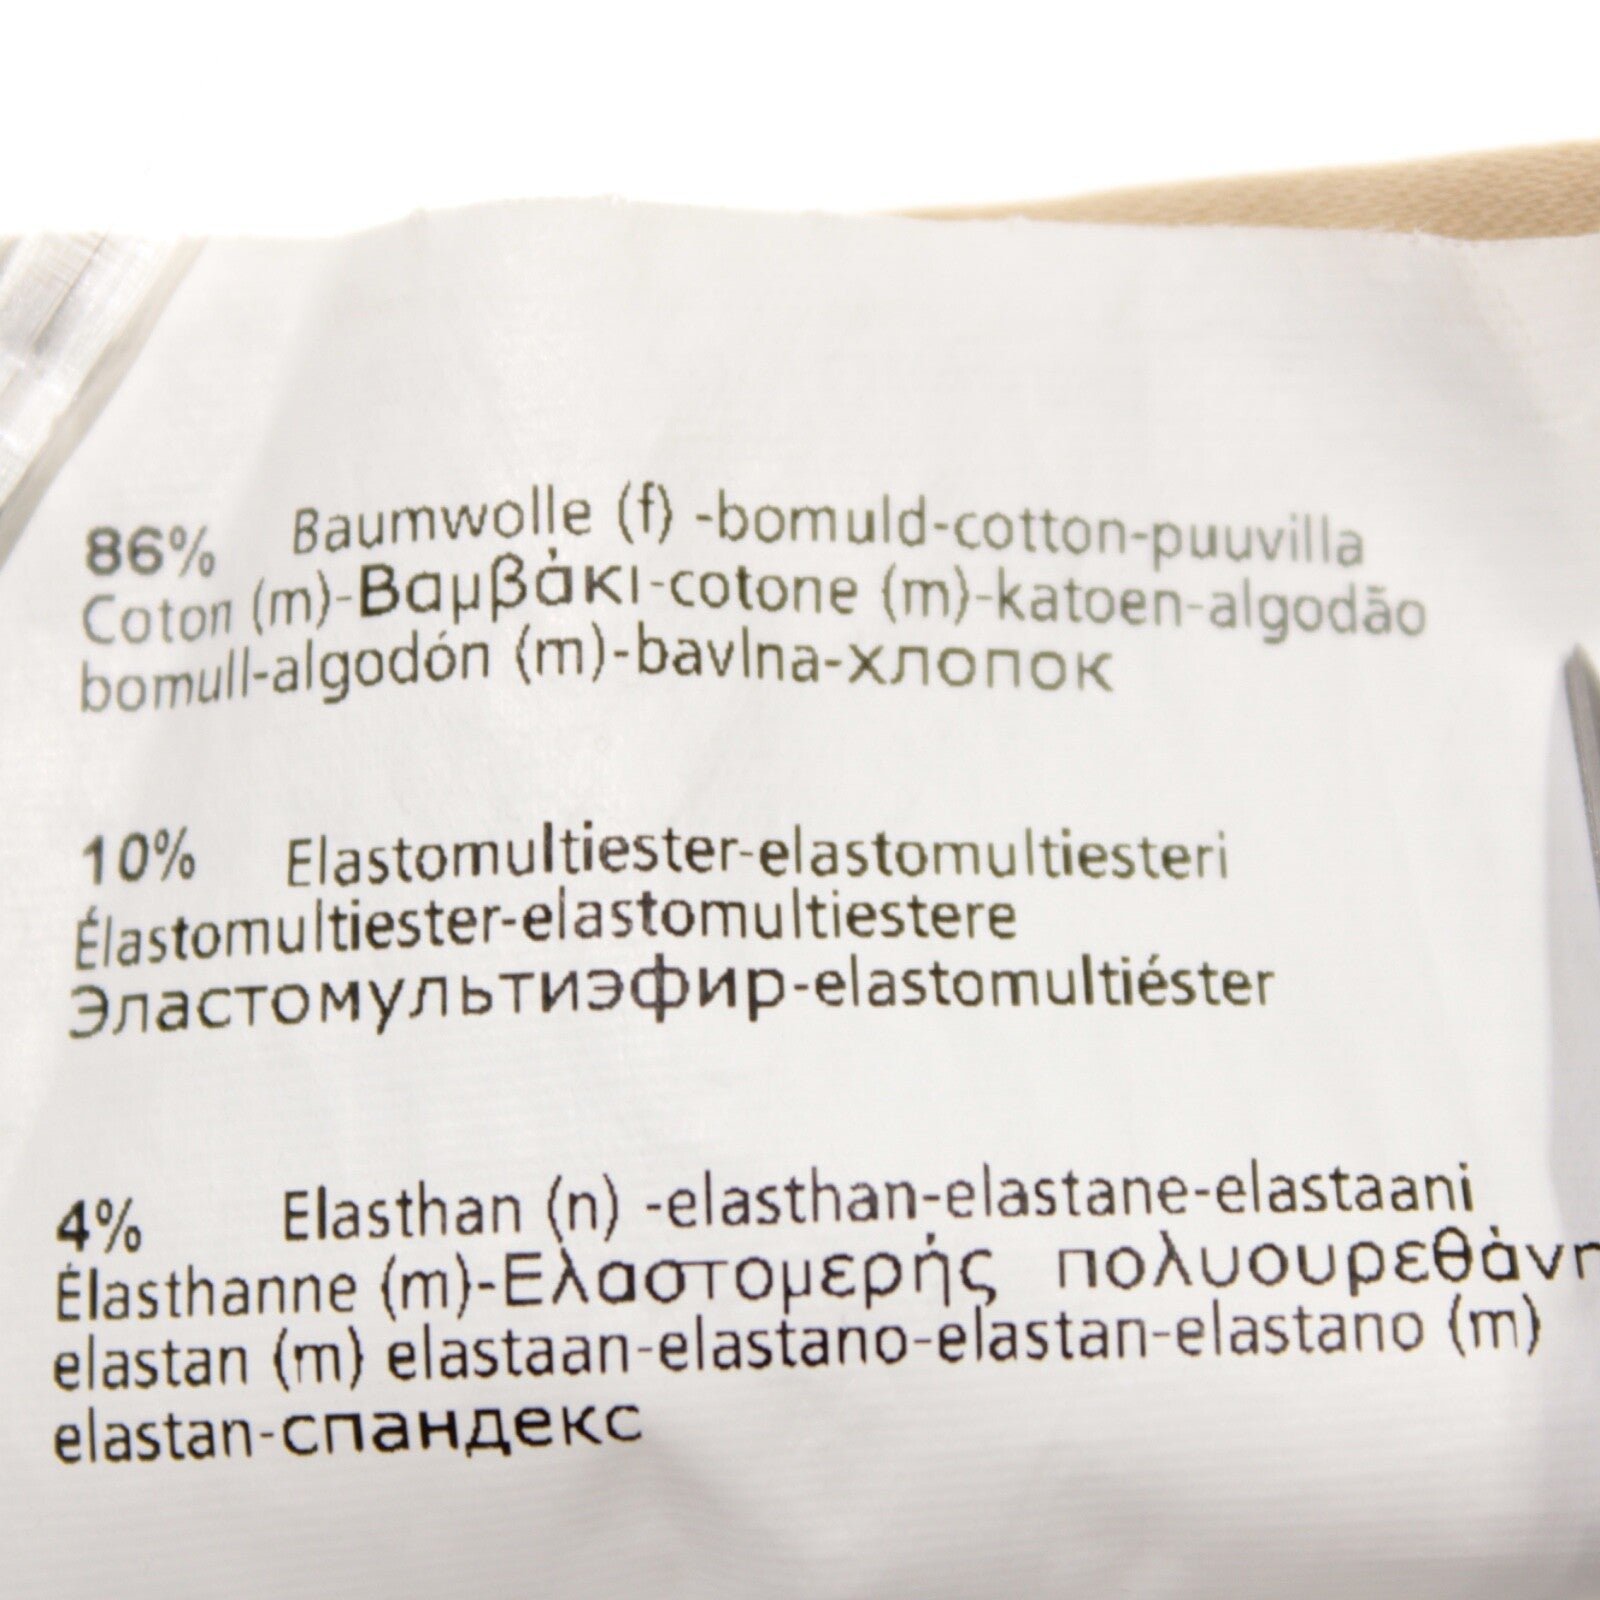 86% Baumwolle (f) -bomuld-cotton-puuvilla
Coton (m)-Βαμβάκι-cotone (m)-katoen-algodão
bomull-algodón (m)-bavlna-хлопок
10% Elastomultiester-elastomultiesteri
Élastomultiester-elastomultiestere
Эластомультиэфир-elastomultiéster
4% Elasthan (n) -elasthan-elastane-elastaani
Élasthanne (m)-Ελαστομερής
elastan (m) elastaan-elastano-elastan-elastano (m)
elastan-спандекс